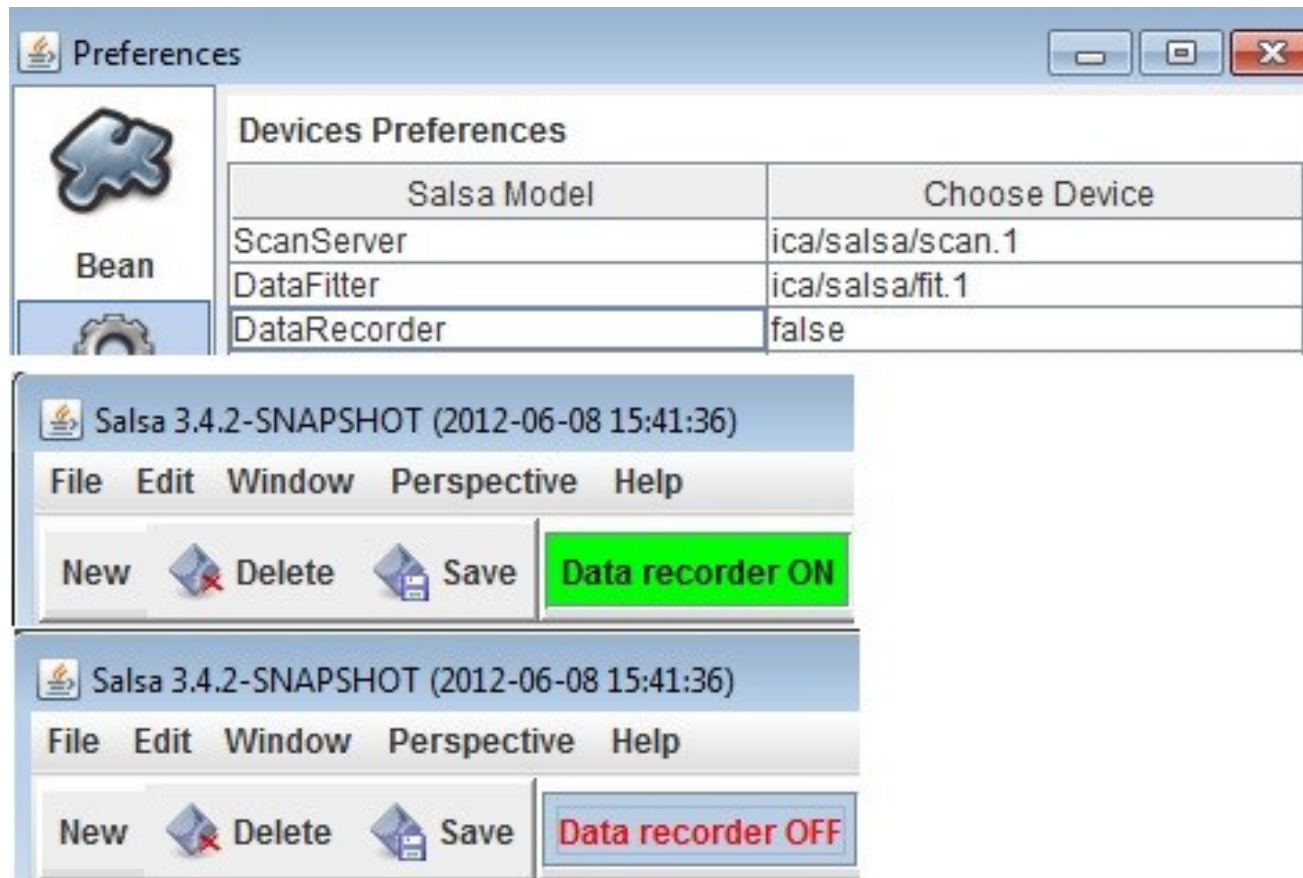 Preferences
Devices Preferences
Salsa Model Choose Device
ScanServer ica/salsa/scan.1
Bean
DataFitter ica/salsa/fit.1
DataRecorder false
Salsa 3.4.2-SNAPSHOT (2012-06-08 15:41:36)
File Edit Window Perspective Help
New Delete Save Data recorder ON
Salsa 3.4.2-SNAPSHOT (2012-06-08 15:41:36)
File Edit Window Perspective Help
New Delete Save Data recorder OFF